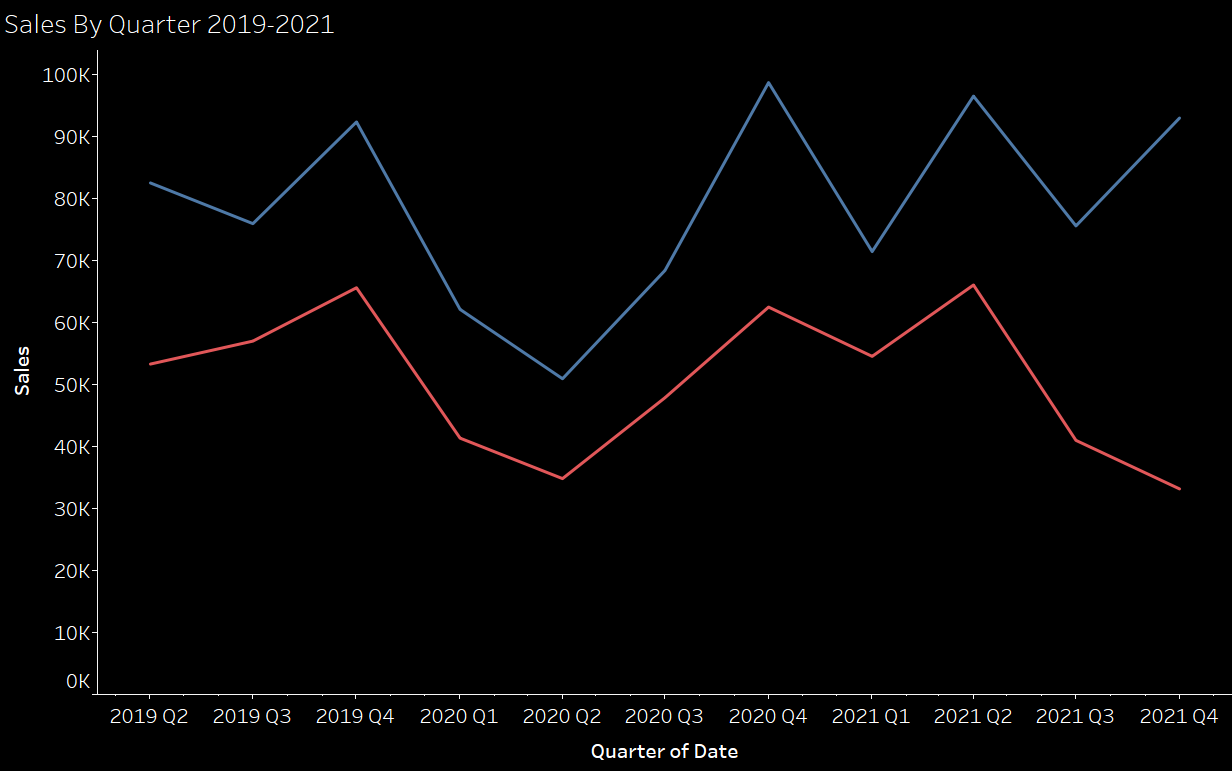 Sales By Quarter 2019-2021
100K
90K
80K
70K
60K
50K
40K
30K
20K
10K
0K
Sales
2019 Q2 2019 Q3 2019 Q4 2020 Q1 2020 Q2 2020 Q3 2020 Q4 2021 Q1 2021 Q2 2021 Q3 2021 Q4
Quarter of Date